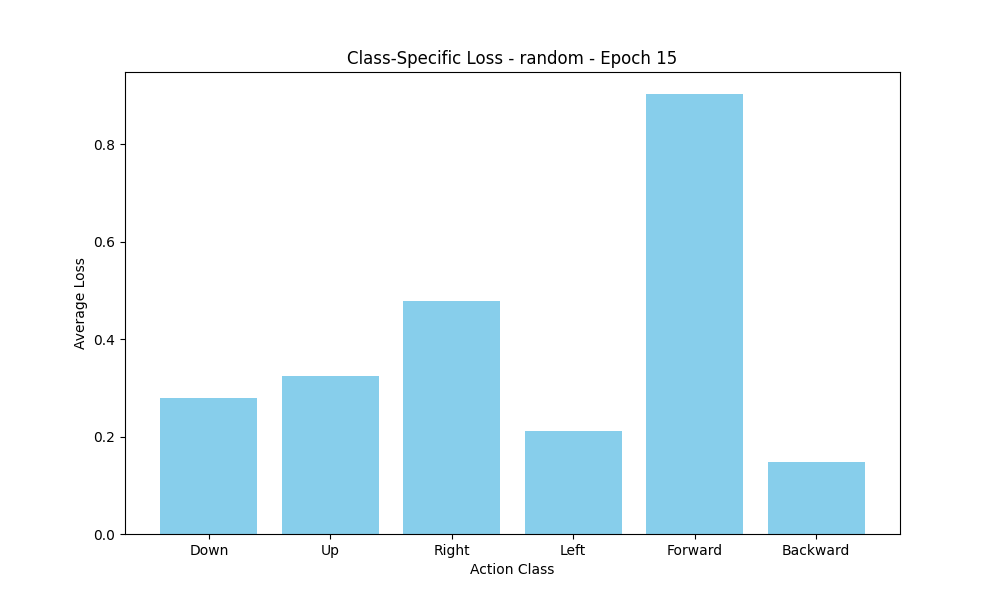 Class-Specific Loss - random - Epoch 15
Average Loss
0.8
0.6
0.4
0.2
0.0
Down Up Right Left Forward Backward
Action Class